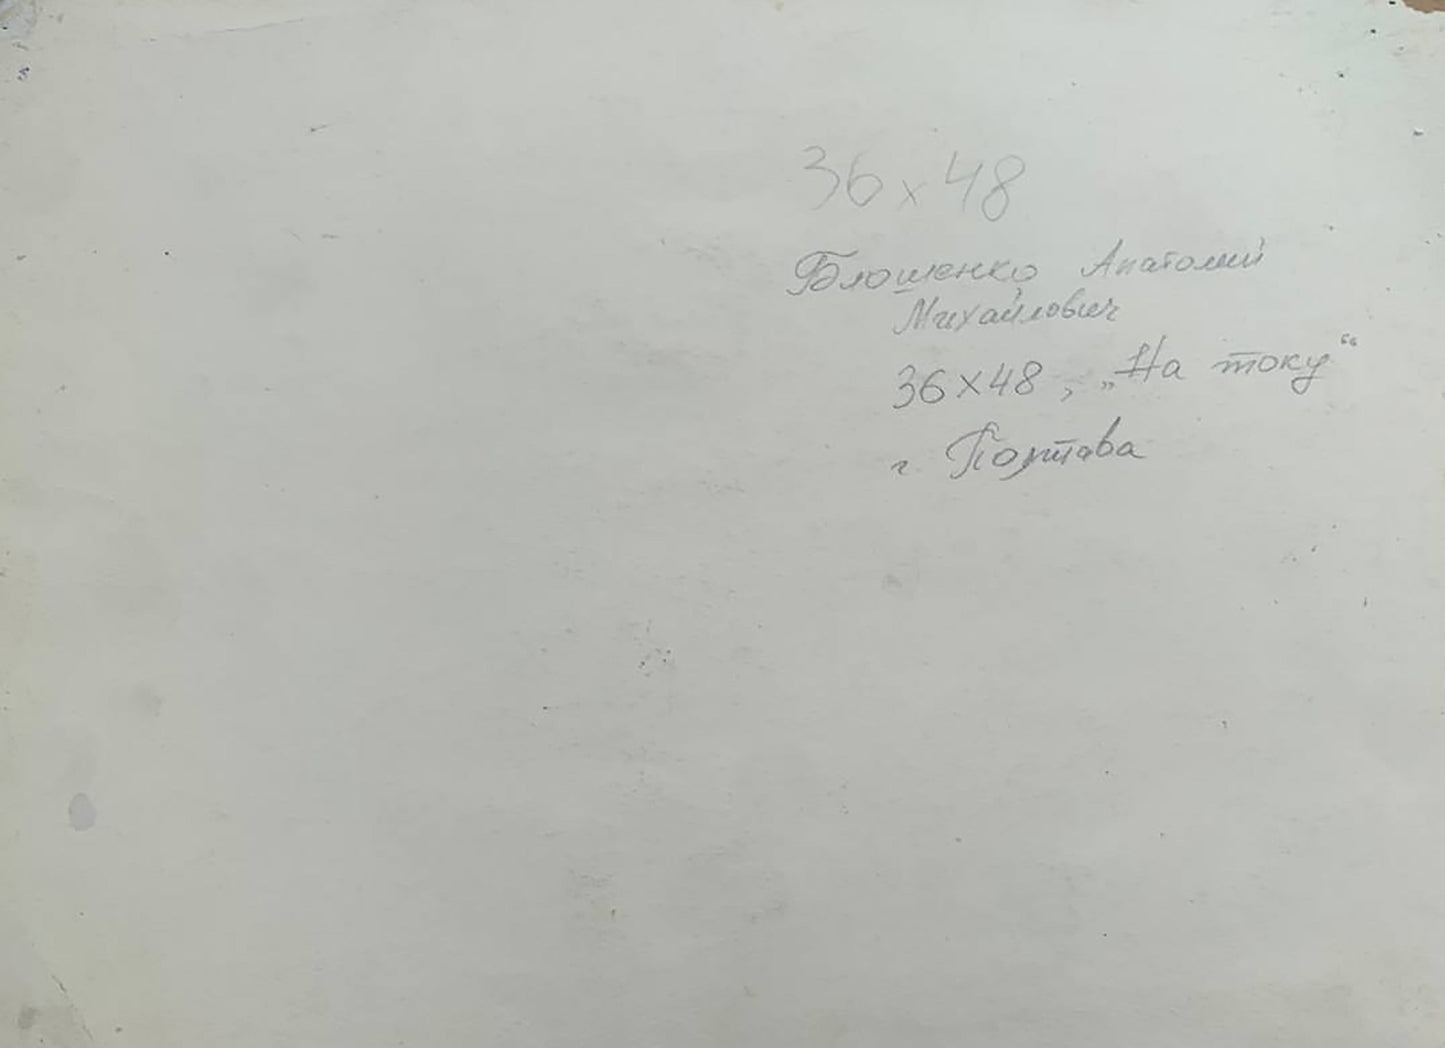 36 x 48
Блошенко Анатолий
Михайлович
36 x 48, „На току“
г. Полтава